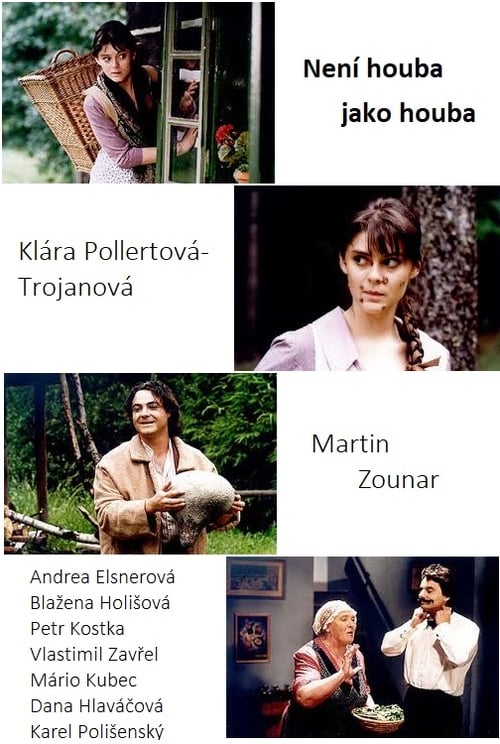 Není houba
jako houba
Klára Pollertová-
Trojanová
Martin
Zounar
Andrea Elsnerová
Blažena Holišová
Petr Kostka
Vlastimil Zavřel
Mário Kubec
Dana Hlaváčová
Karel Polišenský